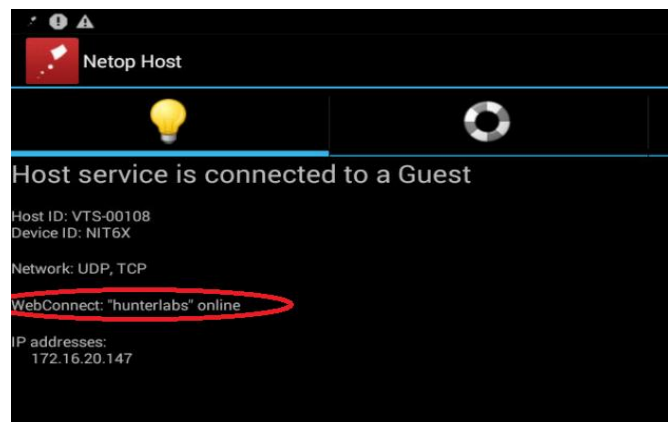 Netop Host
Host service is connected to a Guest
Host ID: VTS-00108
Device ID: NIT6X
Network: UDP, TCP
WebConnect: "hunterlabs" online
IP addresses:
172.16.20.147